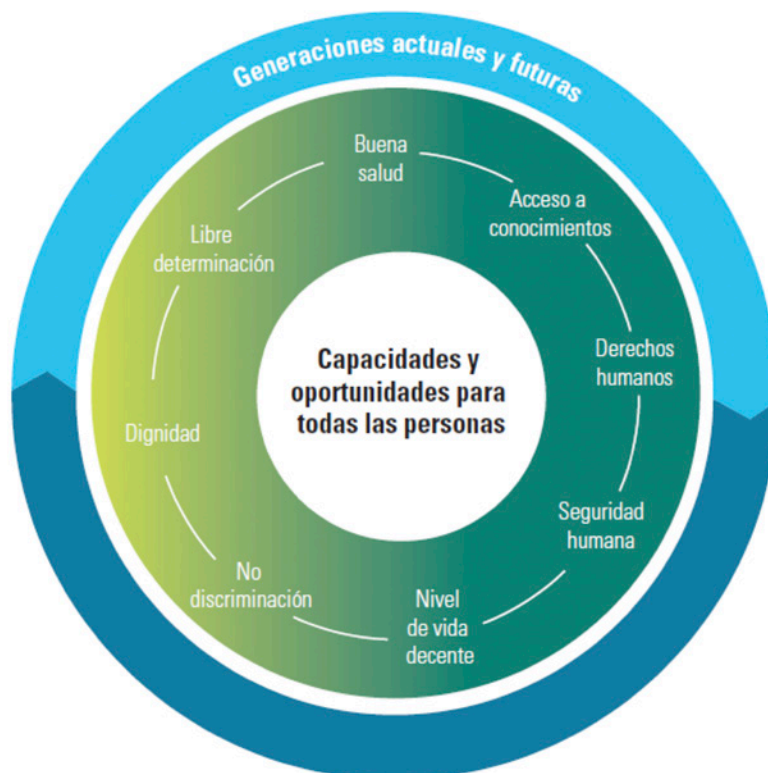 Generaciones actuales y futuras
Buena
salud
Acceso a
conocimientos
Derechos
humanos
Seguridad
humana
Nivel
de vida
decente
No
discriminación
Dignidad
Libre
determinación
Capacidades y
oportunidades para
todas las personas